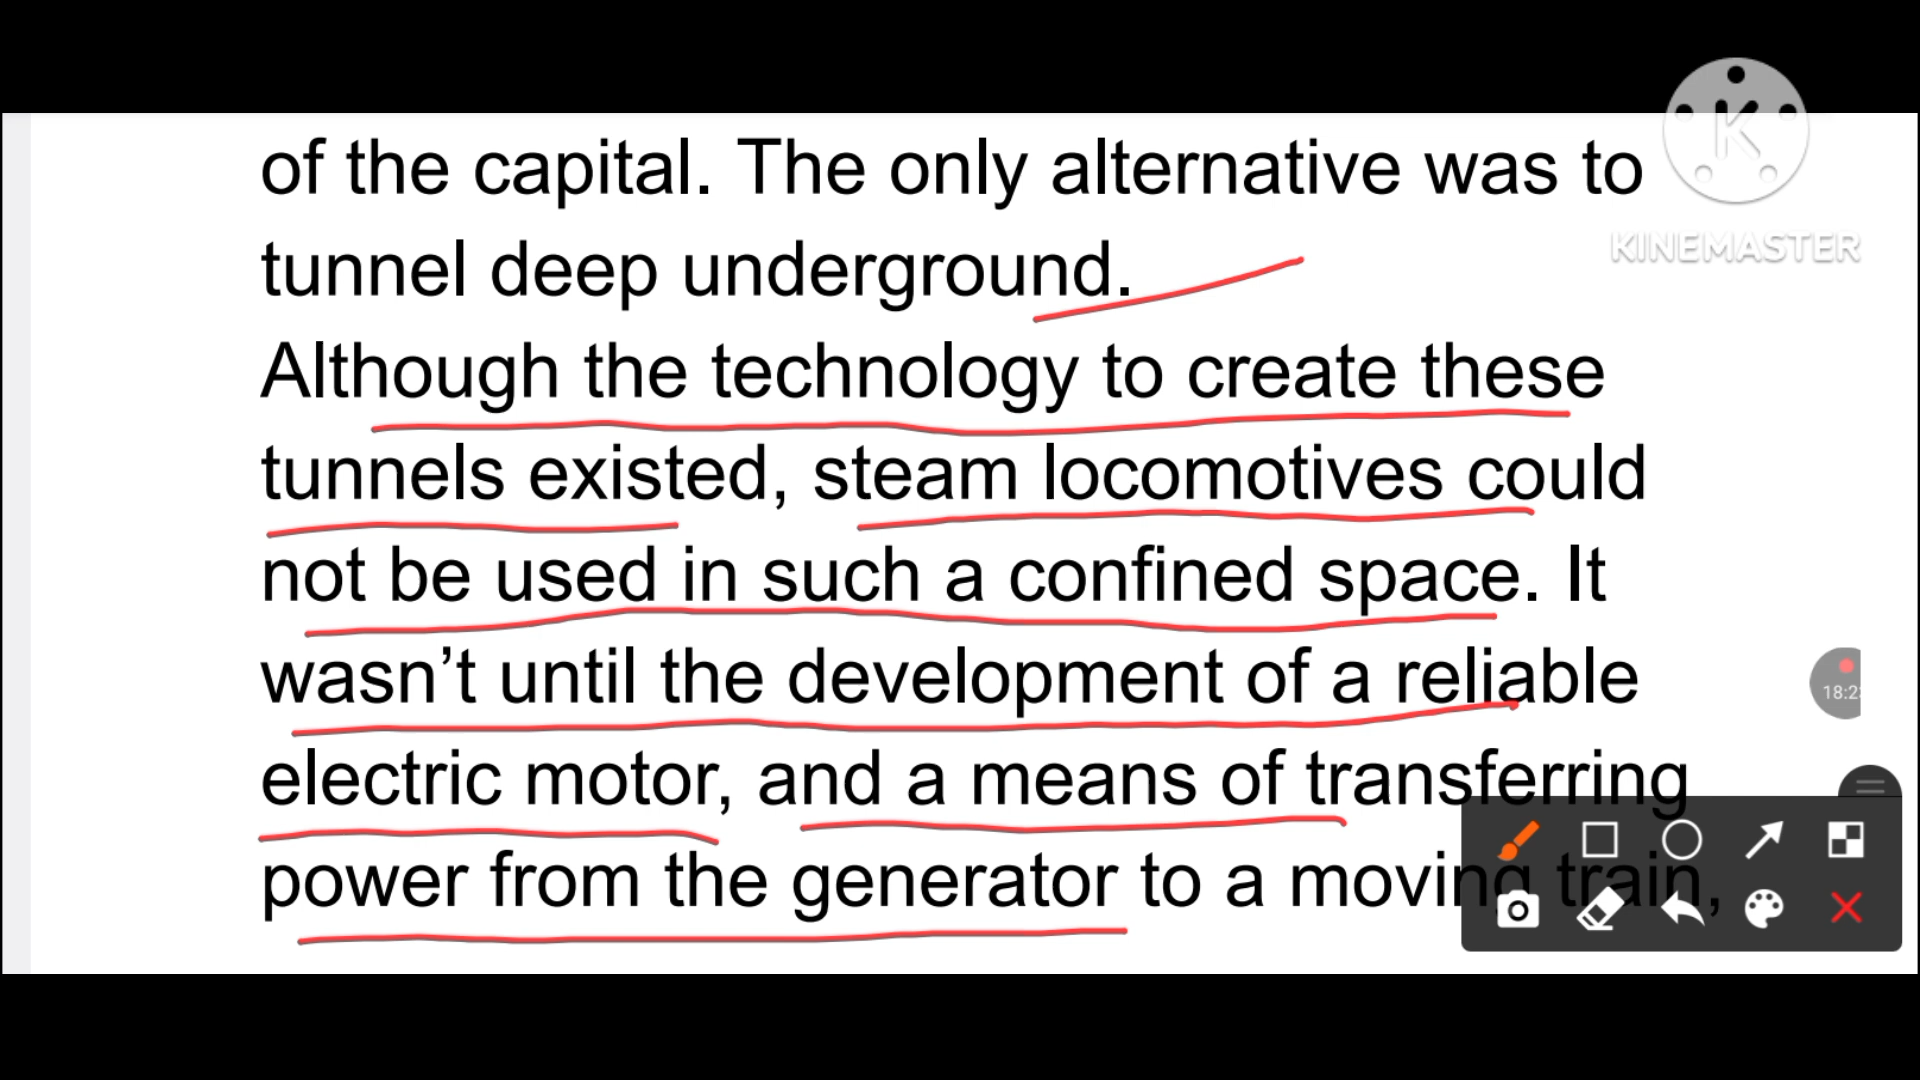 of the capital. The only alternative was to
KINEMASTER
tunnel deep underground.
Although the technology to create these
tunnels existed, steam locomotives could
not be used in such a confined space. It
wasn’t until the development of a reliable
18:2
electric motor, and a means of transferring
power from the generator to a moving train,